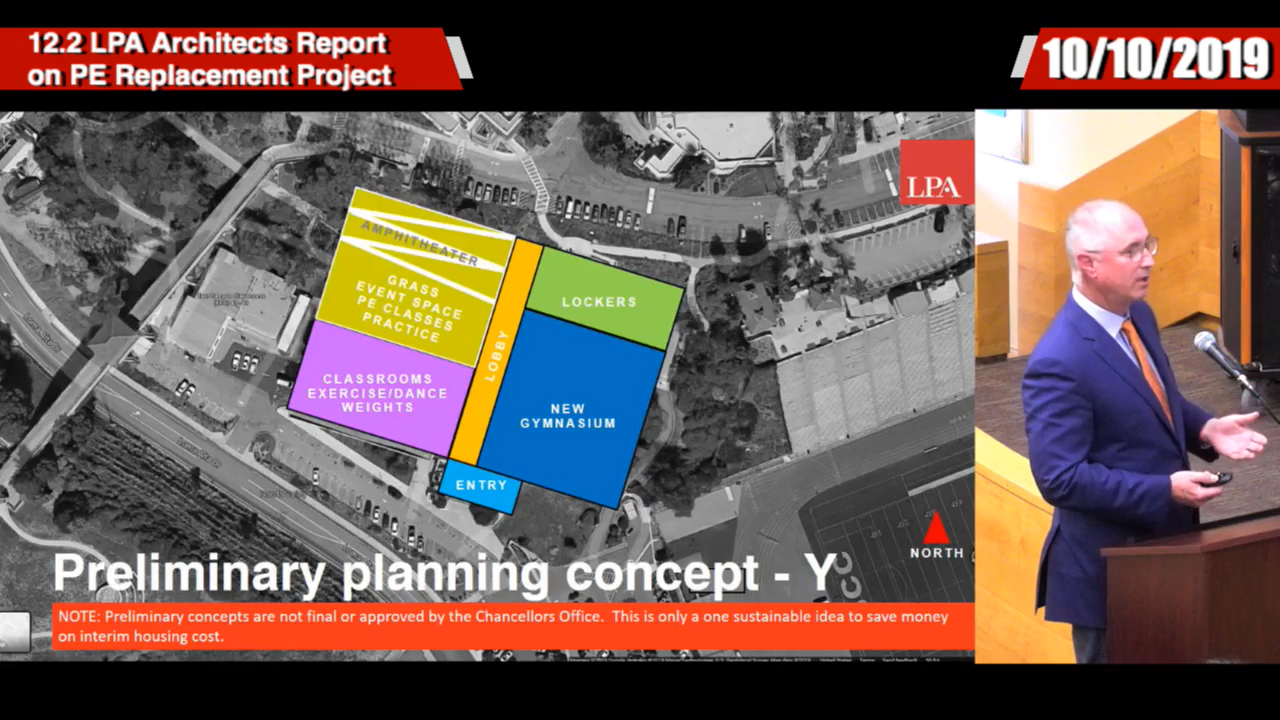 12.2 LPA Architects Report
on PE Replacement Project
10/10/2019
LPA
AMPHITHEATER
GRASS
EVENT SPACE
PE CLASSES
PRACTICE
LOBBY
LOCKERS
CLASSROOMS
EXERCISE/DANCE
WEIGHTS
NEW
GYMNASIUM
ENTRY
NORTH
CC
Preliminary planning concept - Y
NOTE: Preliminary concepts are not final or approved by the Chancellors Office. This is only a one sustainable idea to save money
on interim housing cost.